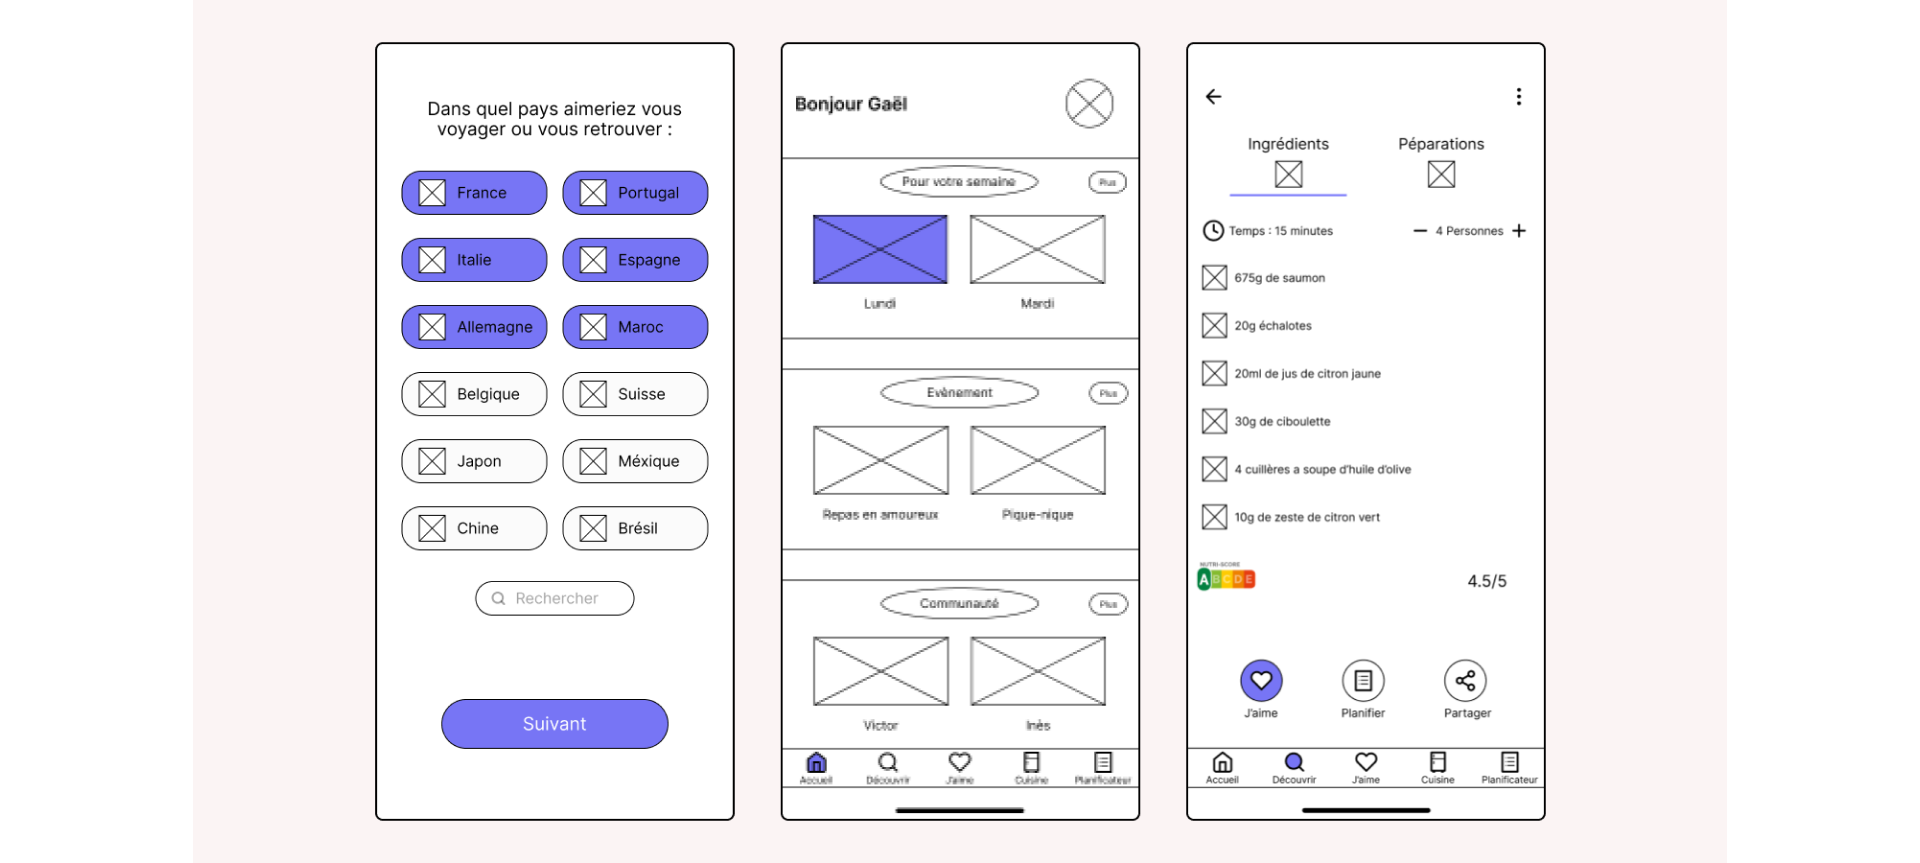 Dans quel pays aimeriez vous
voyager ou vous retrouver :
France
Portugal
Italie
Espagne
Allemagne
Maroc
Belgique
Suisse
Japon
Méxique
Chine
Brésil
Rechercher
Suivant
Bonjour Gaël
Pour votre semaine
Plus
Lundi
Mardi
Evènement
Plus
Repas en amoureux
Pique-nique
Communauté
Plus
Victor
Inès
Accueil
Découvrir
J'aime
Cuisine
Planificateur
Ingrédients
Péparations
Temps : 15 minutes
4 Personnes
675g de saumon
20g échalotes
20ml de jus de citron jaune
30g de ciboulette
4 cuillères a soupe d'huile d'olive
10g de zeste de citron vert
NUTRI-SCORE
A B C D E
4.5/5
J'aime
Planifier
Partager
Accueil
Découvrir
J'aime
Cuisine
Planificateur